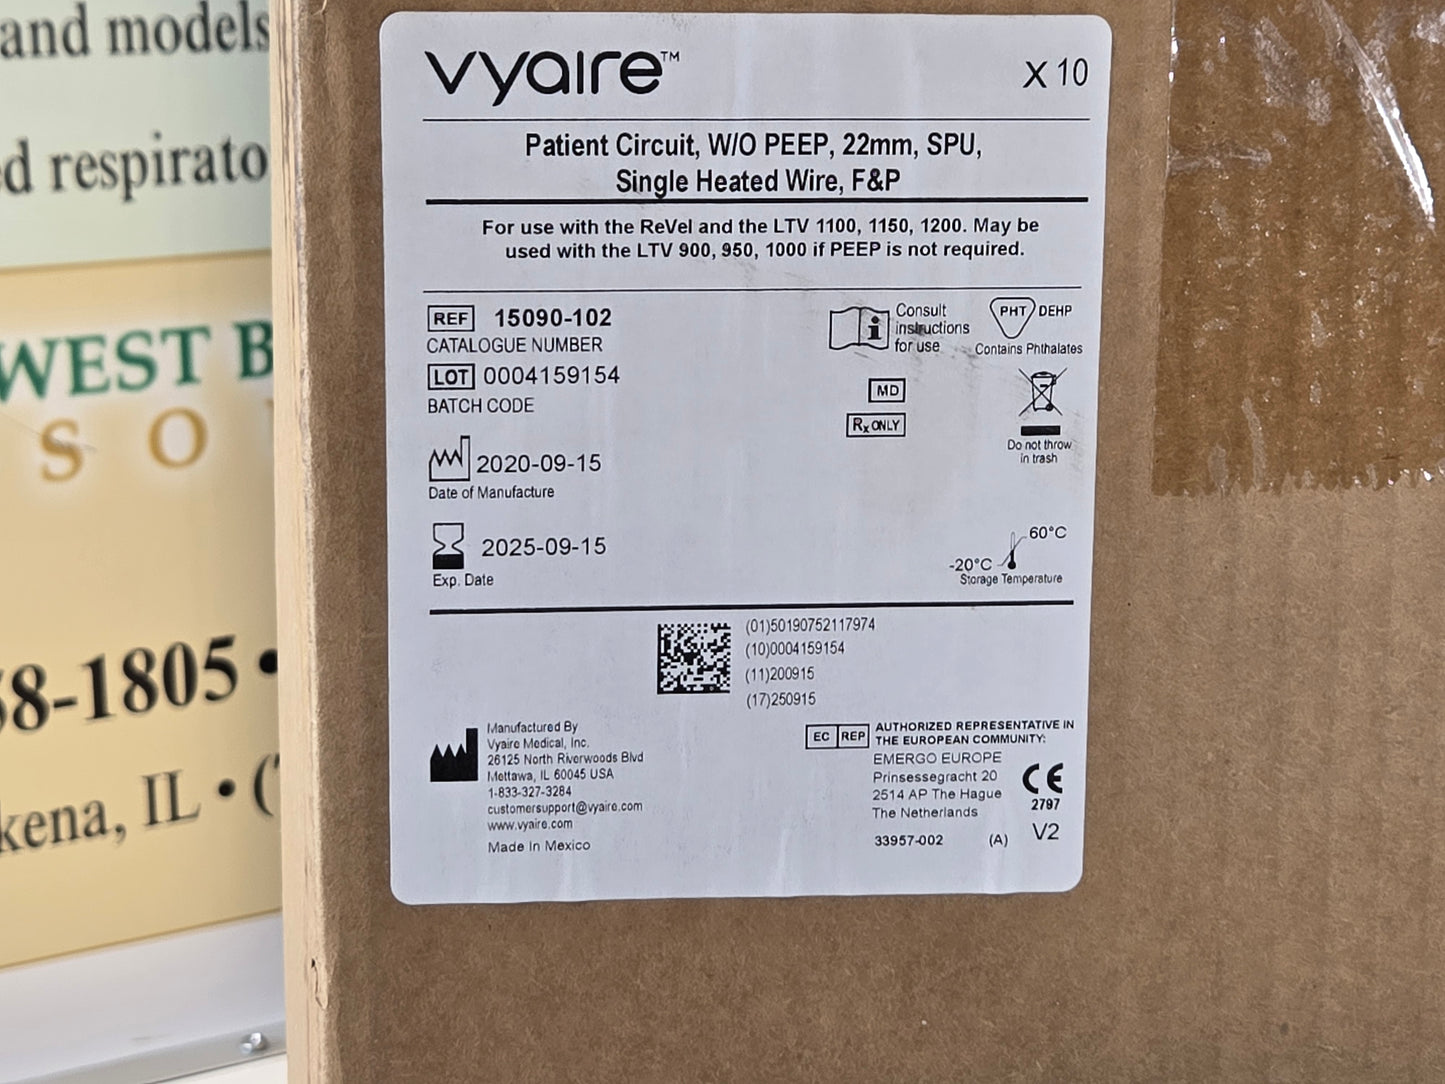 and models
respirato
WEST B
S O
8-1805 •
kena, IL • (
vyaire™
X 10
Patient Circuit, W/O PEEP, 22mm, SPU,
Single Heated Wire, F&P
For use with the ReVel and the LTV 1100, 1150, 1200. May be
used with the LTV 900, 950, 1000 if PEEP is not required.
REF 15090-102
CATALOGUE NUMBER
LOT 0004159154
BATCH CODE
2020-09-15
Date of Manufacture
2025-09-15
Exp. Date
Consult
instructions
for use
PHT DEHP
Contains Phthalates
MD
Rx ONLY
Do not throw
in trash
60°C
-20°C
Storage Temperature
(01)50190752117974
(10)0004159154
(11)200915
(17)250915
Manufactured By
Vyaire Medical, Inc.
26125 North Riverwoods Blvd
Mettawa, IL 60045 USA
1-833-327-3284
customersupport@vyaire.com
www.vyaire.com
Made in Mexico
EC REP
AUTHORIZED REPRESENTATIVE IN
THE EUROPEAN COMMUNITY:
EMERGO EUROPE
Prinsessegracht 20
2514 AP The Hague
The Netherlands
CE
2797
33957-002 (A) V2